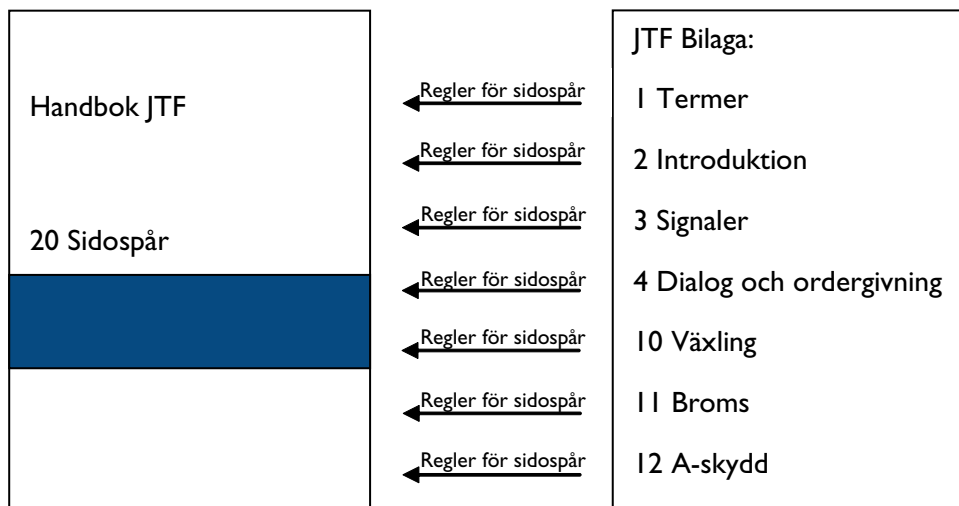 JTF Bilaga:
Handbok JTF
Regler för sidospår
1 Termer
Regler för sidospår
2 Introduktion
Regler för sidospår
3 Signaler
20 Sidospår
Regler för sidospår
4 Dialog och ordergivning
Regler för sidospår
10 Växling
Regler för sidospår
11 Broms
Regler för sidospår
12 A-skydd